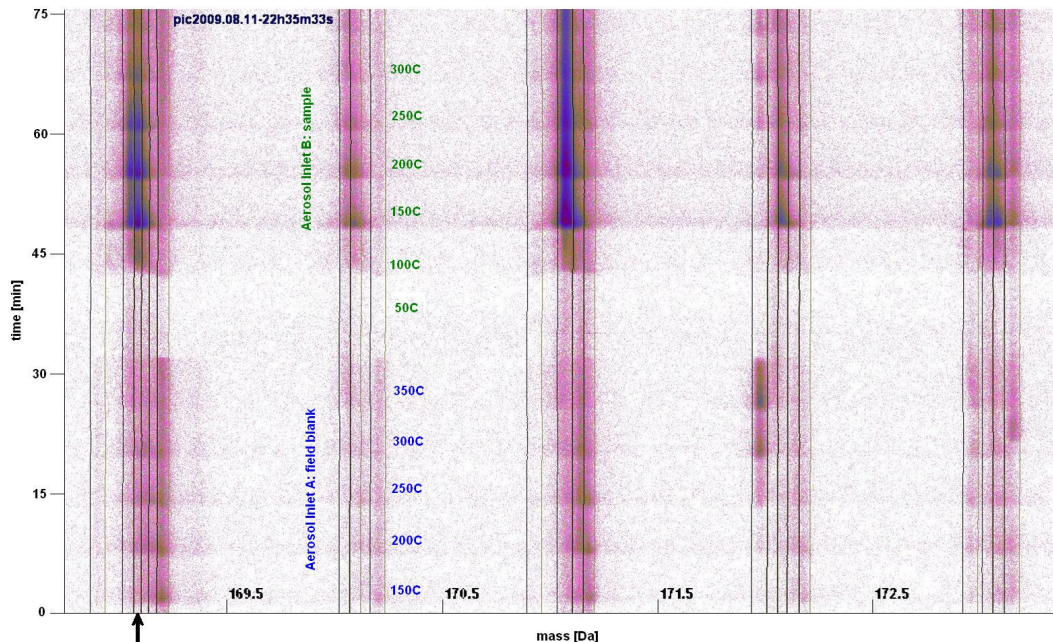 75
pic2009.08.11-22h35m33s
300C
250C
Aerosol Inlet B: sample
60
200C
150C
45
100C
50C
time [min]
30
350C
Aerosol Inlet A: field blank
300C
15
250C
200C
150C
0
169.5
170.5
171.5
172.5
mass [Da]